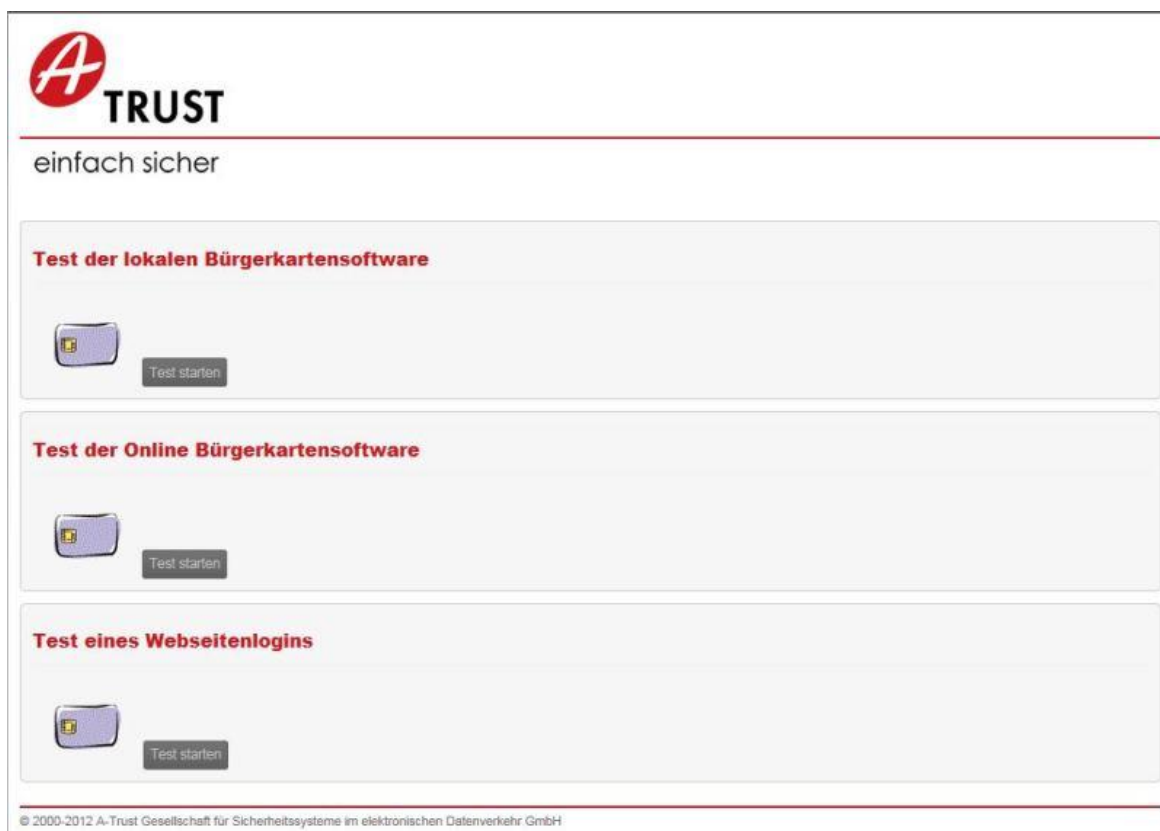 A
TRUST
einfach sicher
Test der lokalen Bürgerkartensoftware
Test starten
Test der Online Bürgerkartensoftware
Test starten
Test eines Webseitenlogins
Test starten
© 2000-2012 A-Trust Gesellschaft für Sicherheitssysteme im elektronischen Datenverkehr GmbH